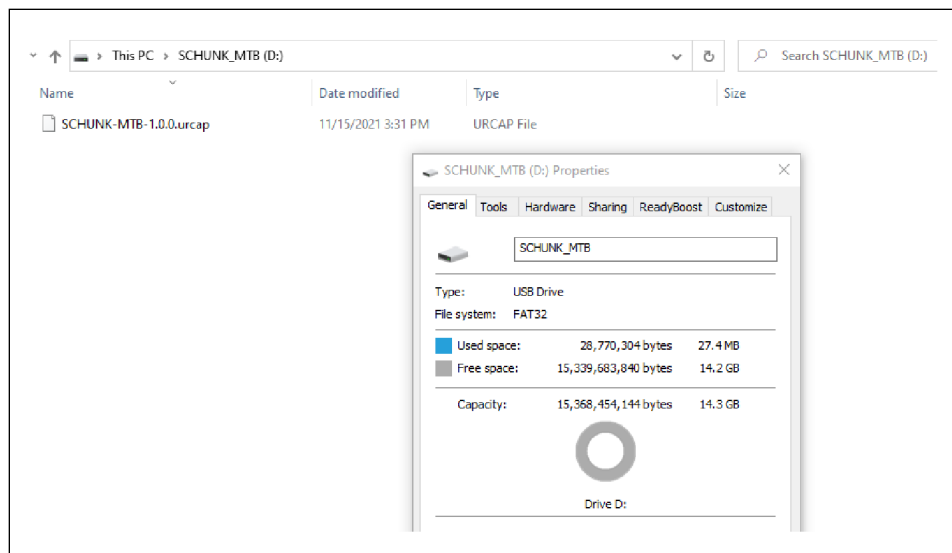 This PC > SCHUNK_MTB (D:)
Search SCHUNK_MTB (D:)
Name Date modified Type Size
SCHUNK-MTB-1.0.0.urcap 11/15/2021 3:31 PM URCAP File
SCHUNK_MTB (D:) Properties
General Tools Hardware Sharing ReadyBoost Customize
SCHUNK_MTB
Type: USB Drive
File system: FAT32
Used space: 28,770,304 bytes 27.4 MB
Free space: 15,339,683,840 bytes 14.2 GB
Capacity: 15,368,454,144 bytes 14.3 GB
Drive D: